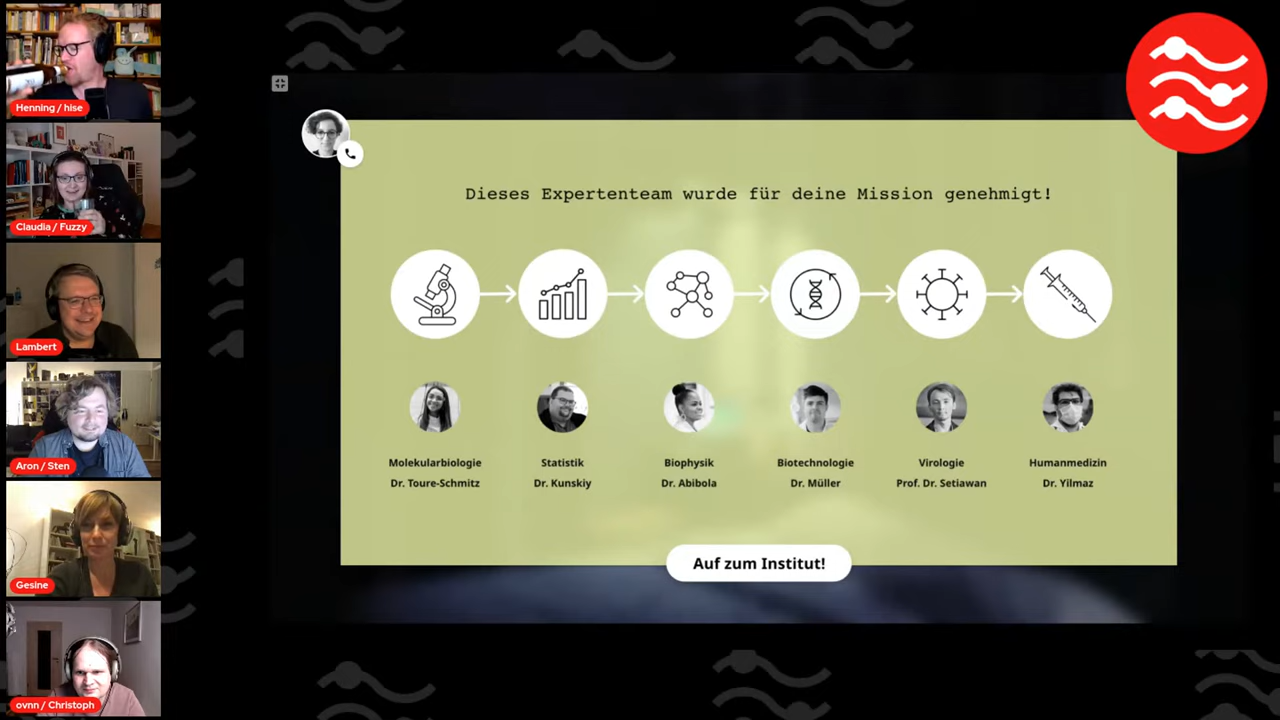 Henning / hise
Claudia / Fuzzy
Lambert
Aron / Sten
Gesine
ovnn / Christoph
Dieses Expertenteam wurde für deine Mission genehmigt!
Molekularbiologie
Dr. Toure-Schmitz
Statistik
Dr. Kunskiy
Biophysik
Dr. Abibola
Biotechnologie
Dr. Müller
Virologie
Prof. Dr. Setiawan
Humanmedizin
Dr. Yilmaz
Auf zum Institut!